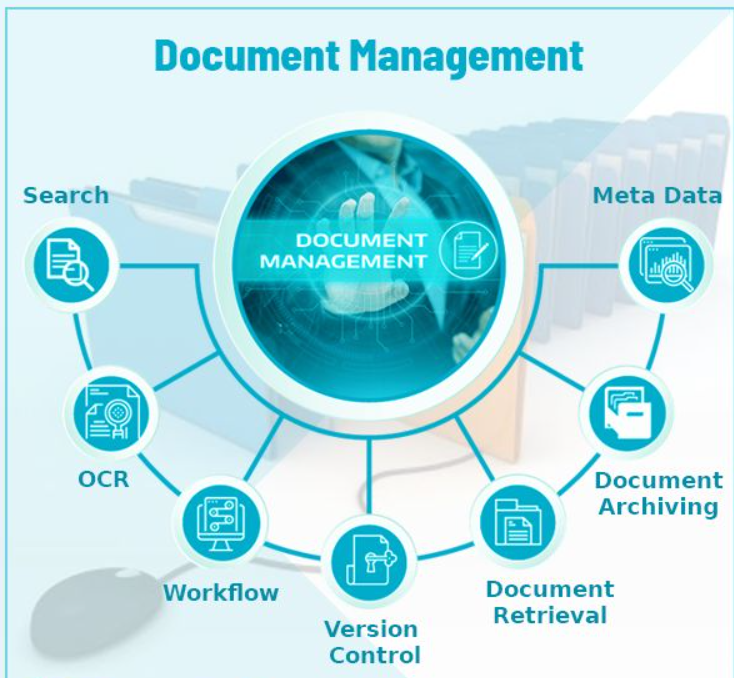 Document Management
DOCUMENT
MANAGEMENT
Search
Meta Data
OCR
Document
Archiving
Workflow
Document
Retrieval
Version
Control